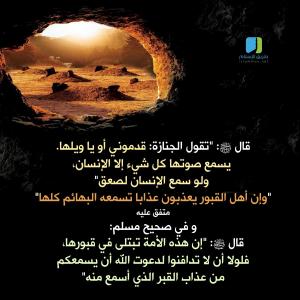 طريق الإسلام
قال ﷺ: "تقول الجنازة: قدموني أو يا ويلها،
يسمع صوتها كل شيء إلا الإنسان،
ولو سمع الإنسان لصعق"
"وإن أهل القبور يعذبون عذابا تسمعه البهائم كلها"
متفق عليه
و في صحيح مسلم:
قال ﷺ: "إن هذه الأمة تبتلى في قبورها،
فلولا أن لا تدافنوا لدعوت الله أن يسمعكم
من عذاب القبر الذي أسمع منه"